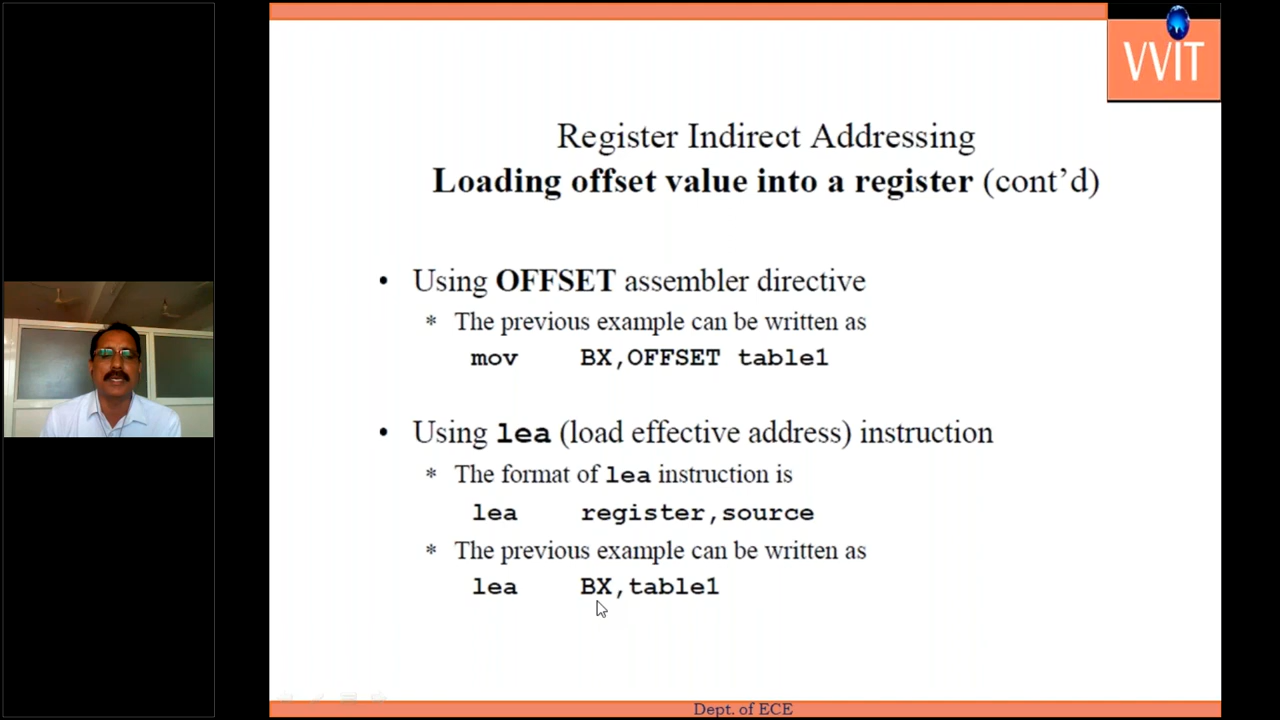 VVIT
Register Indirect Addressing
Loading offset value into a register (cont’d)
• Using OFFSET assembler directive
* The previous example can be written as
mov BX,OFFSET table1
• Using lea (load effective address) instruction
* The format of lea instruction is
lea register,source
* The previous example can be written as
lea BX,table1
Dept. of ECE